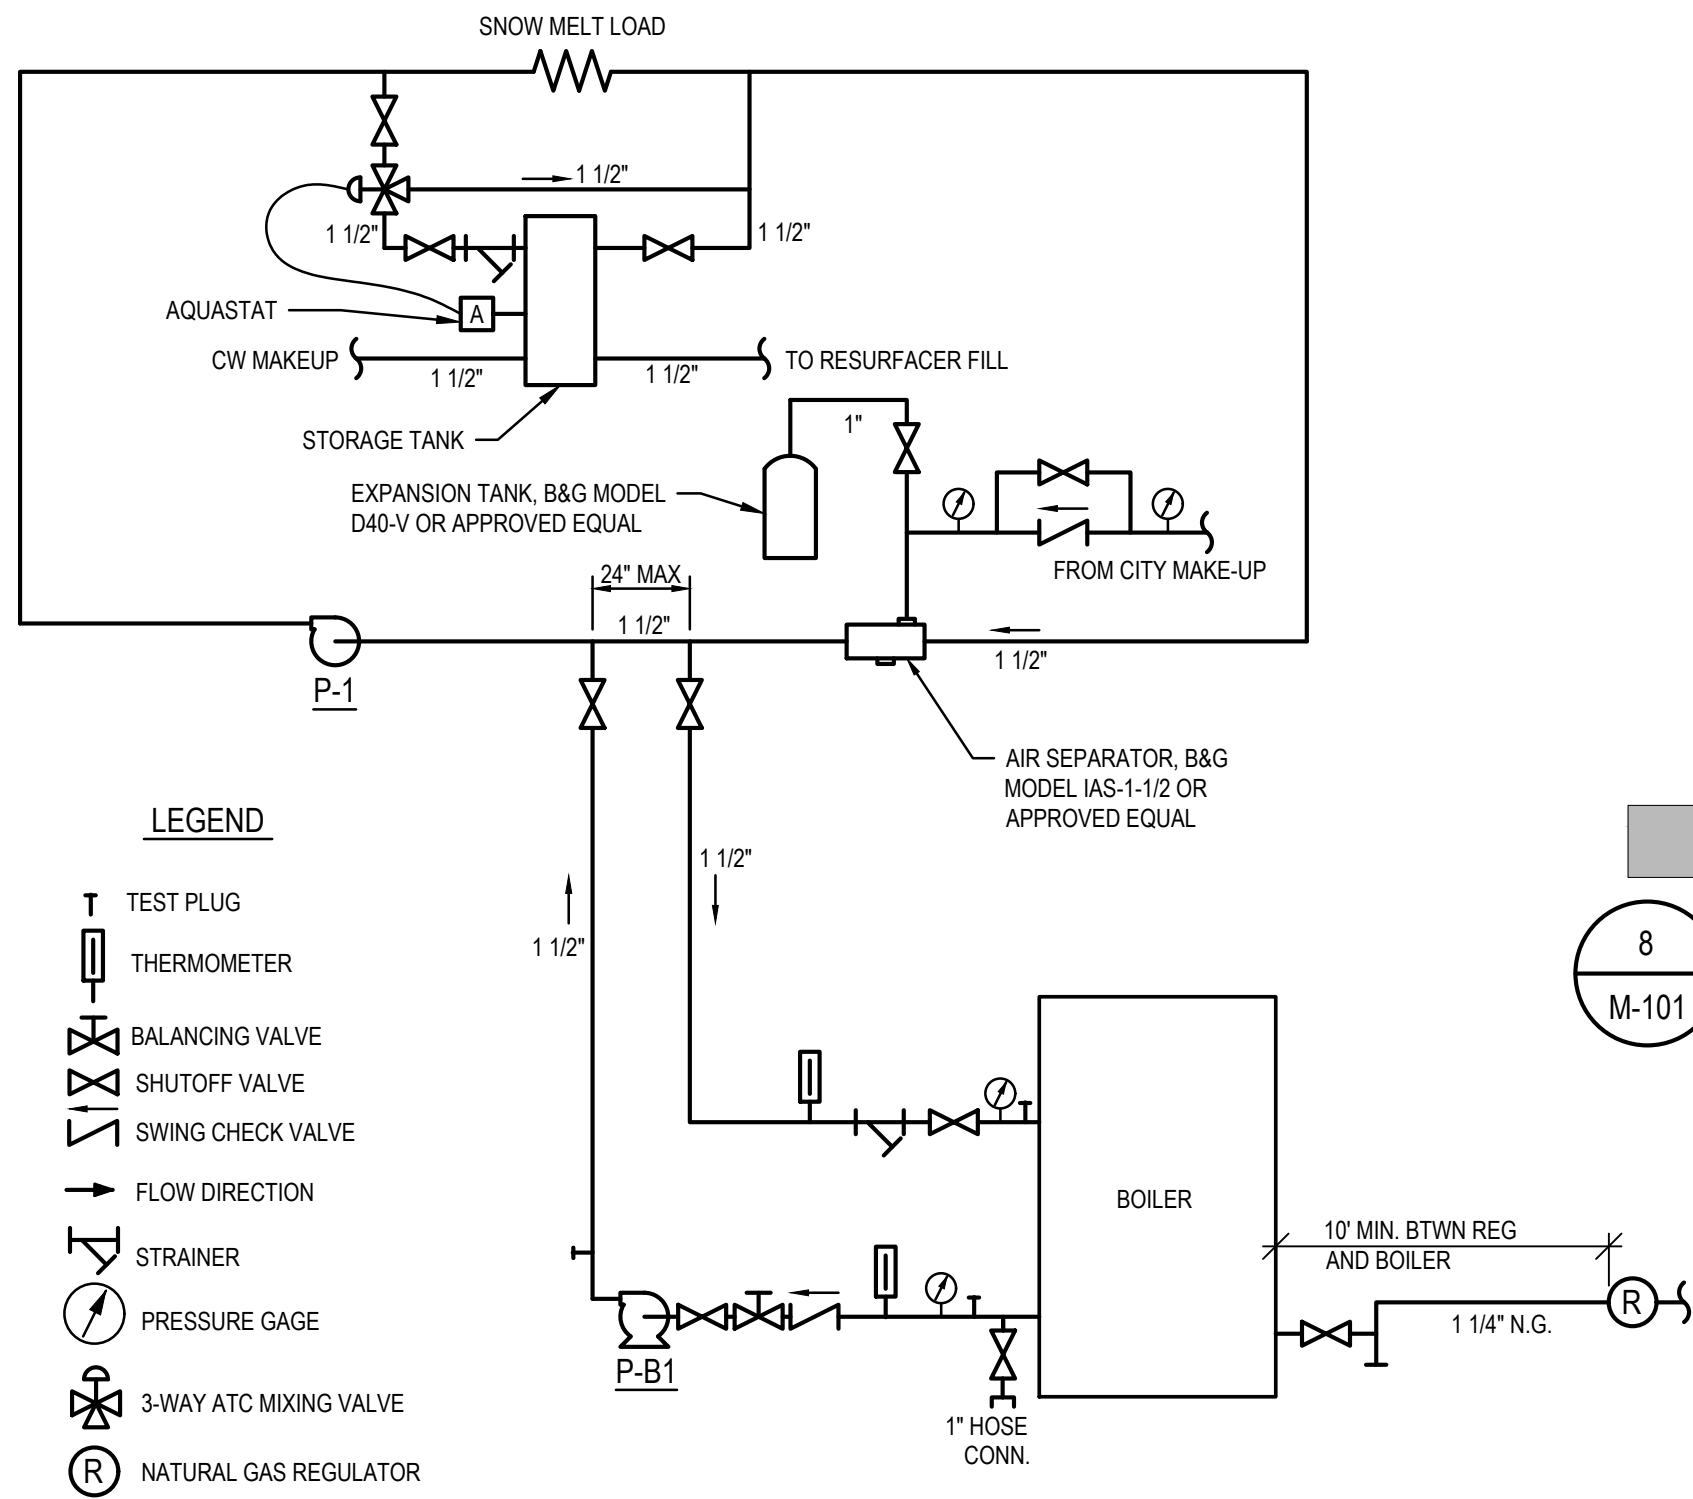 SNOW MELT LOAD
1 1/2"
1 1/2"
1 1/2"
AQUASTAT
A
CW MAKEUP
1 1/2"
1 1/2"
TO RESURFACER FILL
STORAGE TANK
1"
EXPANSION TANK, B&G MODEL
D40-V OR APPROVED EQUAL
FROM CITY MAKE-UP
24" MAX
1 1/2"
1 1/2"
P-1
AIR SEPARATOR, B&G
MODEL IAS-1-1/2 OR
APPROVED EQUAL
1 1/2"
1 1/2"
LEGEND
TEST PLUG
THERMOMETER
BALANCING VALVE
SHUTOFF VALVE
SWING CHECK VALVE
FLOW DIRECTION
STRAINER
PRESSURE GAGE
3-WAY ATC MIXING VALVE
R
NATURAL GAS REGULATOR
8
M-101
BOILER
10' MIN. BTWN REG
AND BOILER
R
1 1/4" N.G.
P-B1
1" HOSE
CONN.